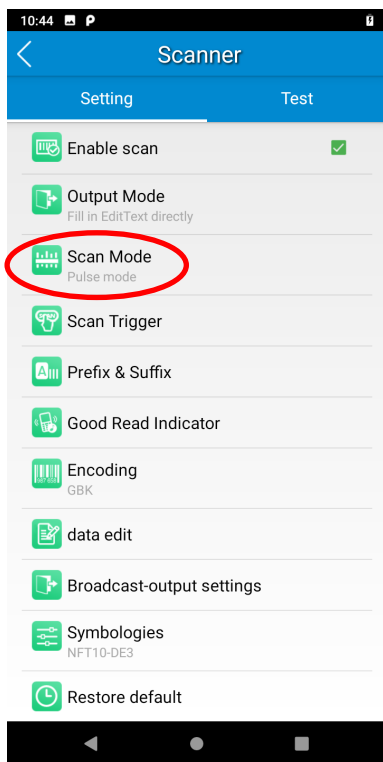 10:44
Scanner
Setting
Test
Enable scan
Output Mode
Fill in EditText directly
Scan Mode
Pulse mode
Scan Trigger
Prefix & Suffix
Good Read Indicator
Encoding
GBK
data edit
Broadcast-output settings
Symbologies
NFT10-DE3
Restore default